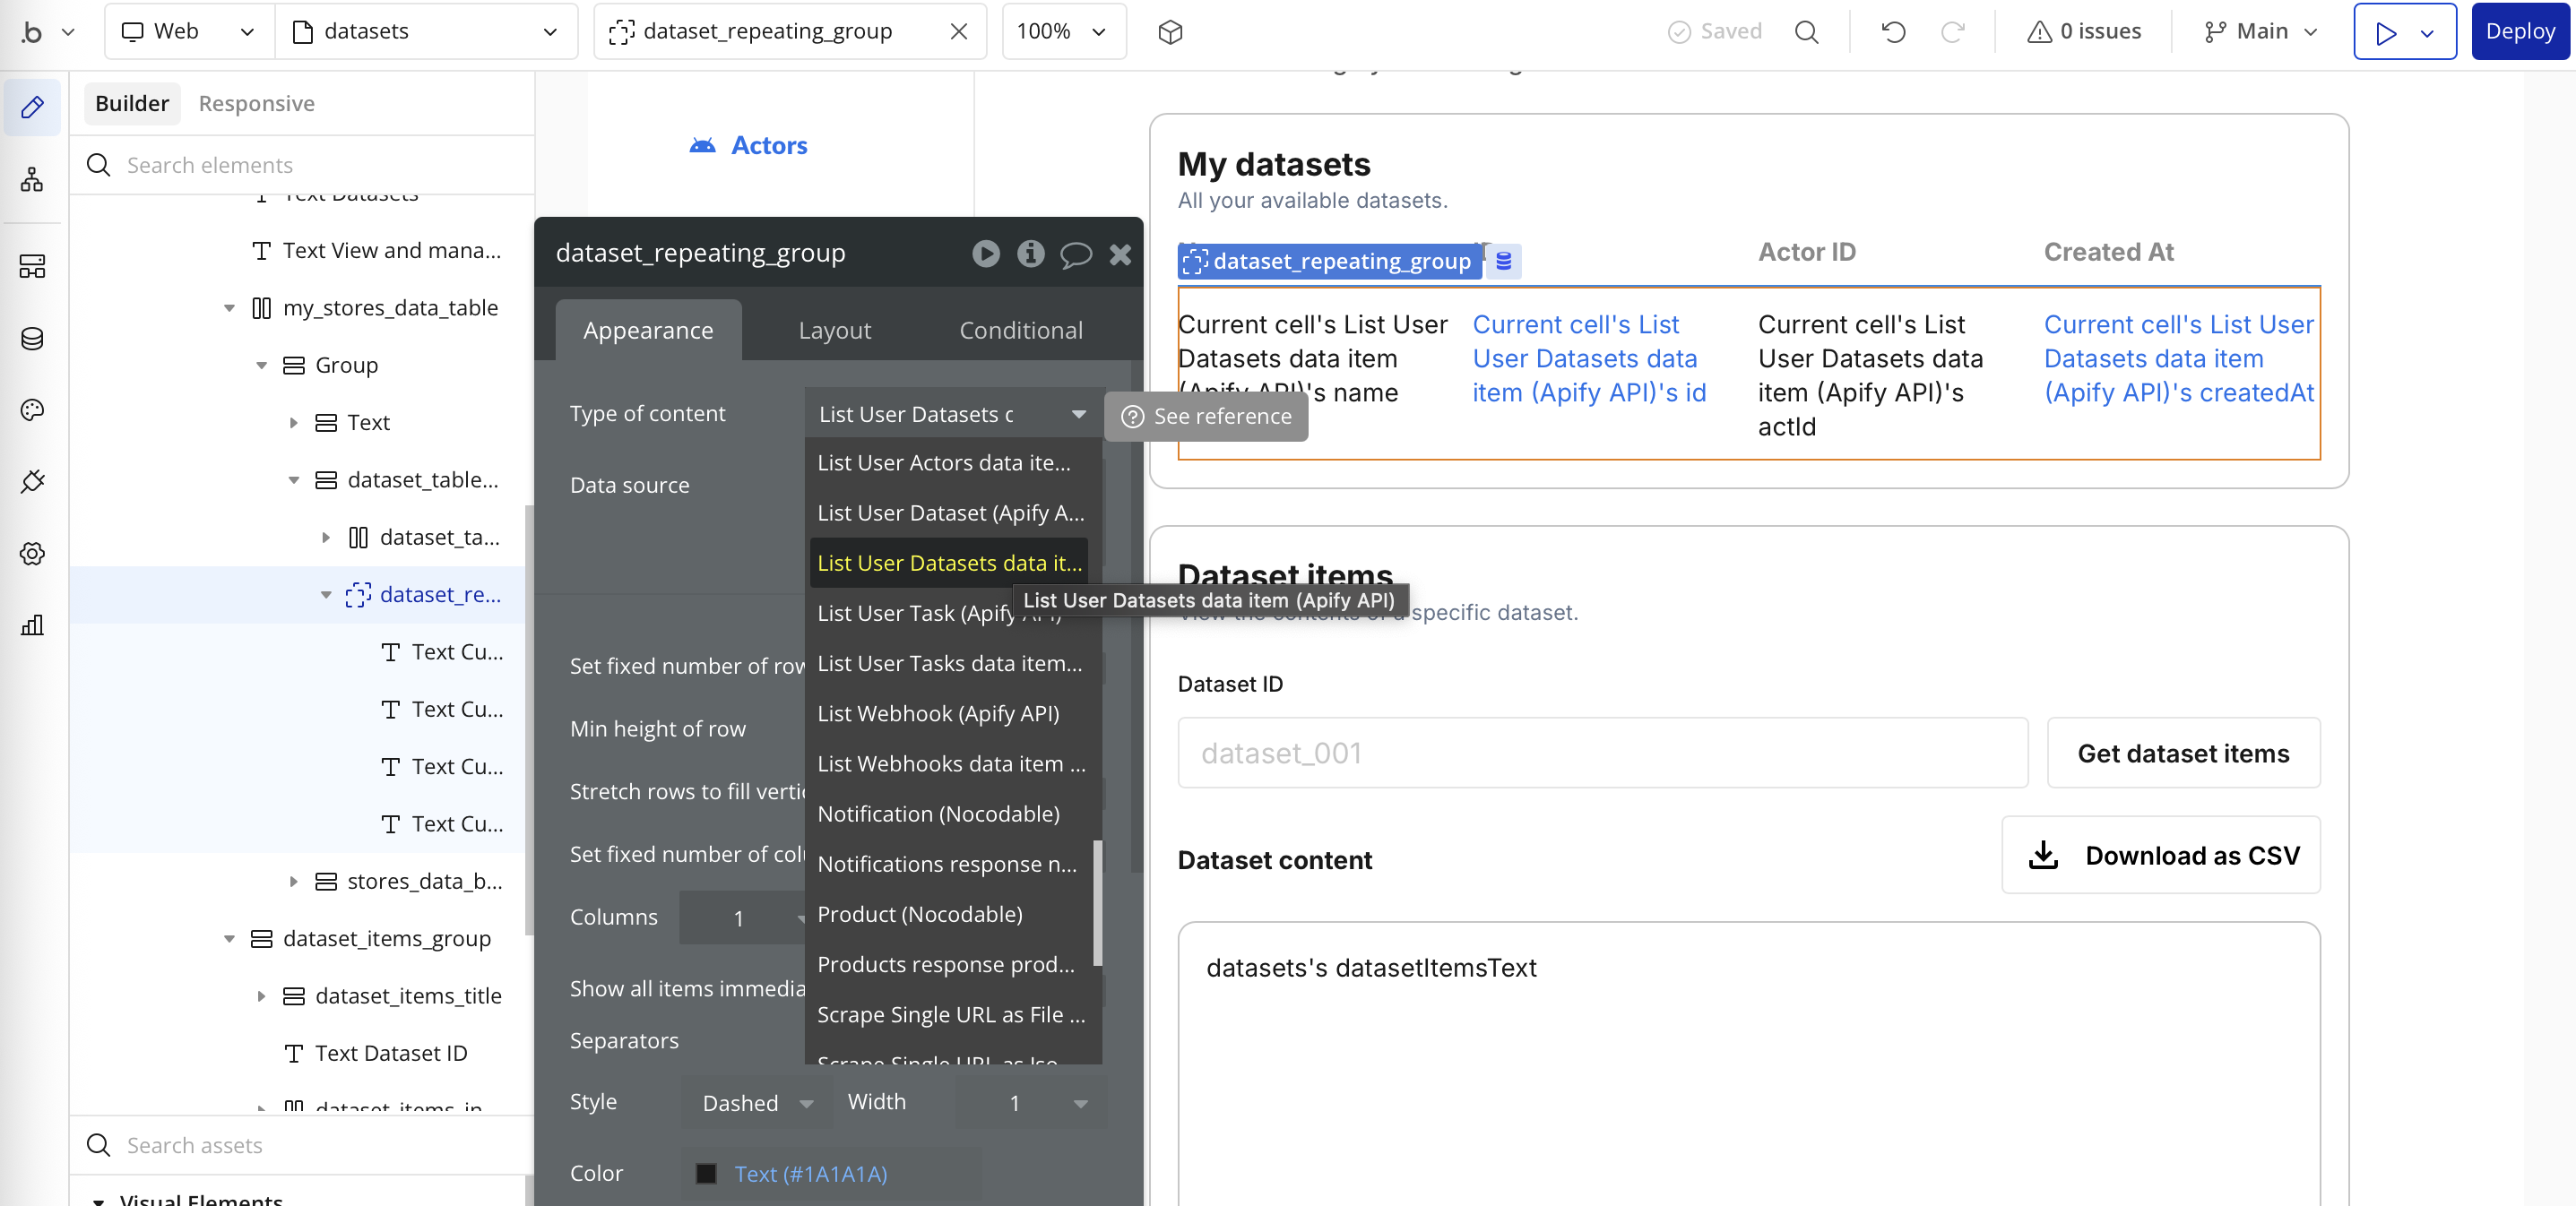 .b
Web
datasets
dataset_repeating_group
100%
Saved
0 issues
Main
Deploy
Builder
Responsive
Search elements
Text Datasets
Text View and mana...
my_stores_data_table
Group
Text
dataset_table...
dataset_ta...
dataset_re...
Text Cu...
Text Cu...
Text Cu...
Text Cu...
stores_data_b...
dataset_items_group
dataset_items_title
Text Dataset ID
dataset_items_in
Search assets
Visual Elements
Actors
dataset_repeating_group
Appearance
Layout
Conditional
Type of content
List User Datasets c
See reference
Data source
List User Actors data ite...
List User Dataset (Apify A...
List User Datasets data it...
List User Datasets data item (Apify API)
List User Task (Apify API)
List User Tasks data item...
List Webhook (Apify API)
List Webhooks data item ...
Notification (Nocodable)
Notifications response n...
Product (Nocodable)
Products response prod...
Scrape Single URL as File ...
Scrape Single URL as Iso
Set fixed number of row
Min height of row
Stretch rows to fill vertic
Set fixed number of colu
Columns
1
Show all items immedia
Separators
Style
Dashed
Width
1
Color
Text (#1A1A1A)
My datasets
All your available datasets.
dataset_repeating_group
Actor ID
Created At
Current cell's List User
Datasets data item
(Apify API)'s name
Current cell's List
User Datasets data
item (Apify API)'s id
Current cell's List
User Datasets data
item (Apify API)'s
actId
Current cell's List User
Datasets data item
(Apify API)'s createdAt
Dataset items
View the contents of a specific dataset.
Dataset ID
dataset_001
Get dataset items
Dataset content
Download as CSV
datasets's datasetItemsText